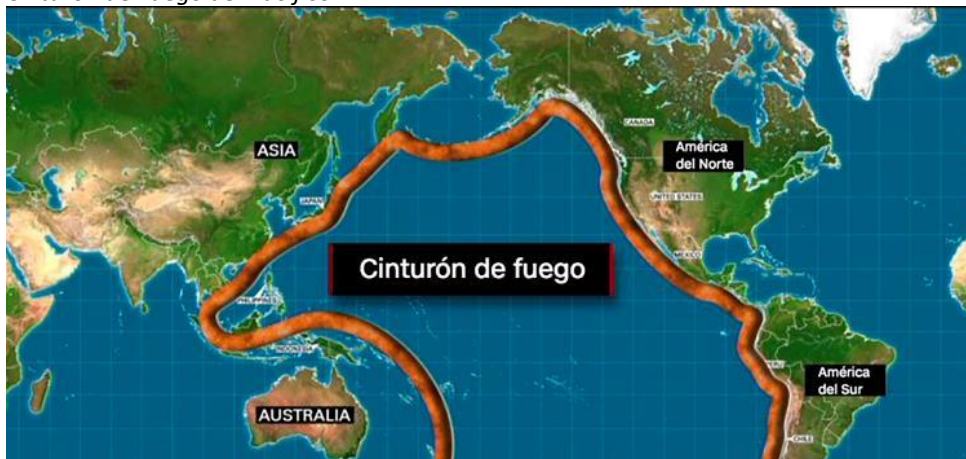 ASIA
América
del Norte
CANADA
UNITED STATES
JAPAN
MEXICO
Cinturón de fuego
PHILIPPINES
INDONESIA
PERU
América
del Sur
AUSTRALIA
CHILE